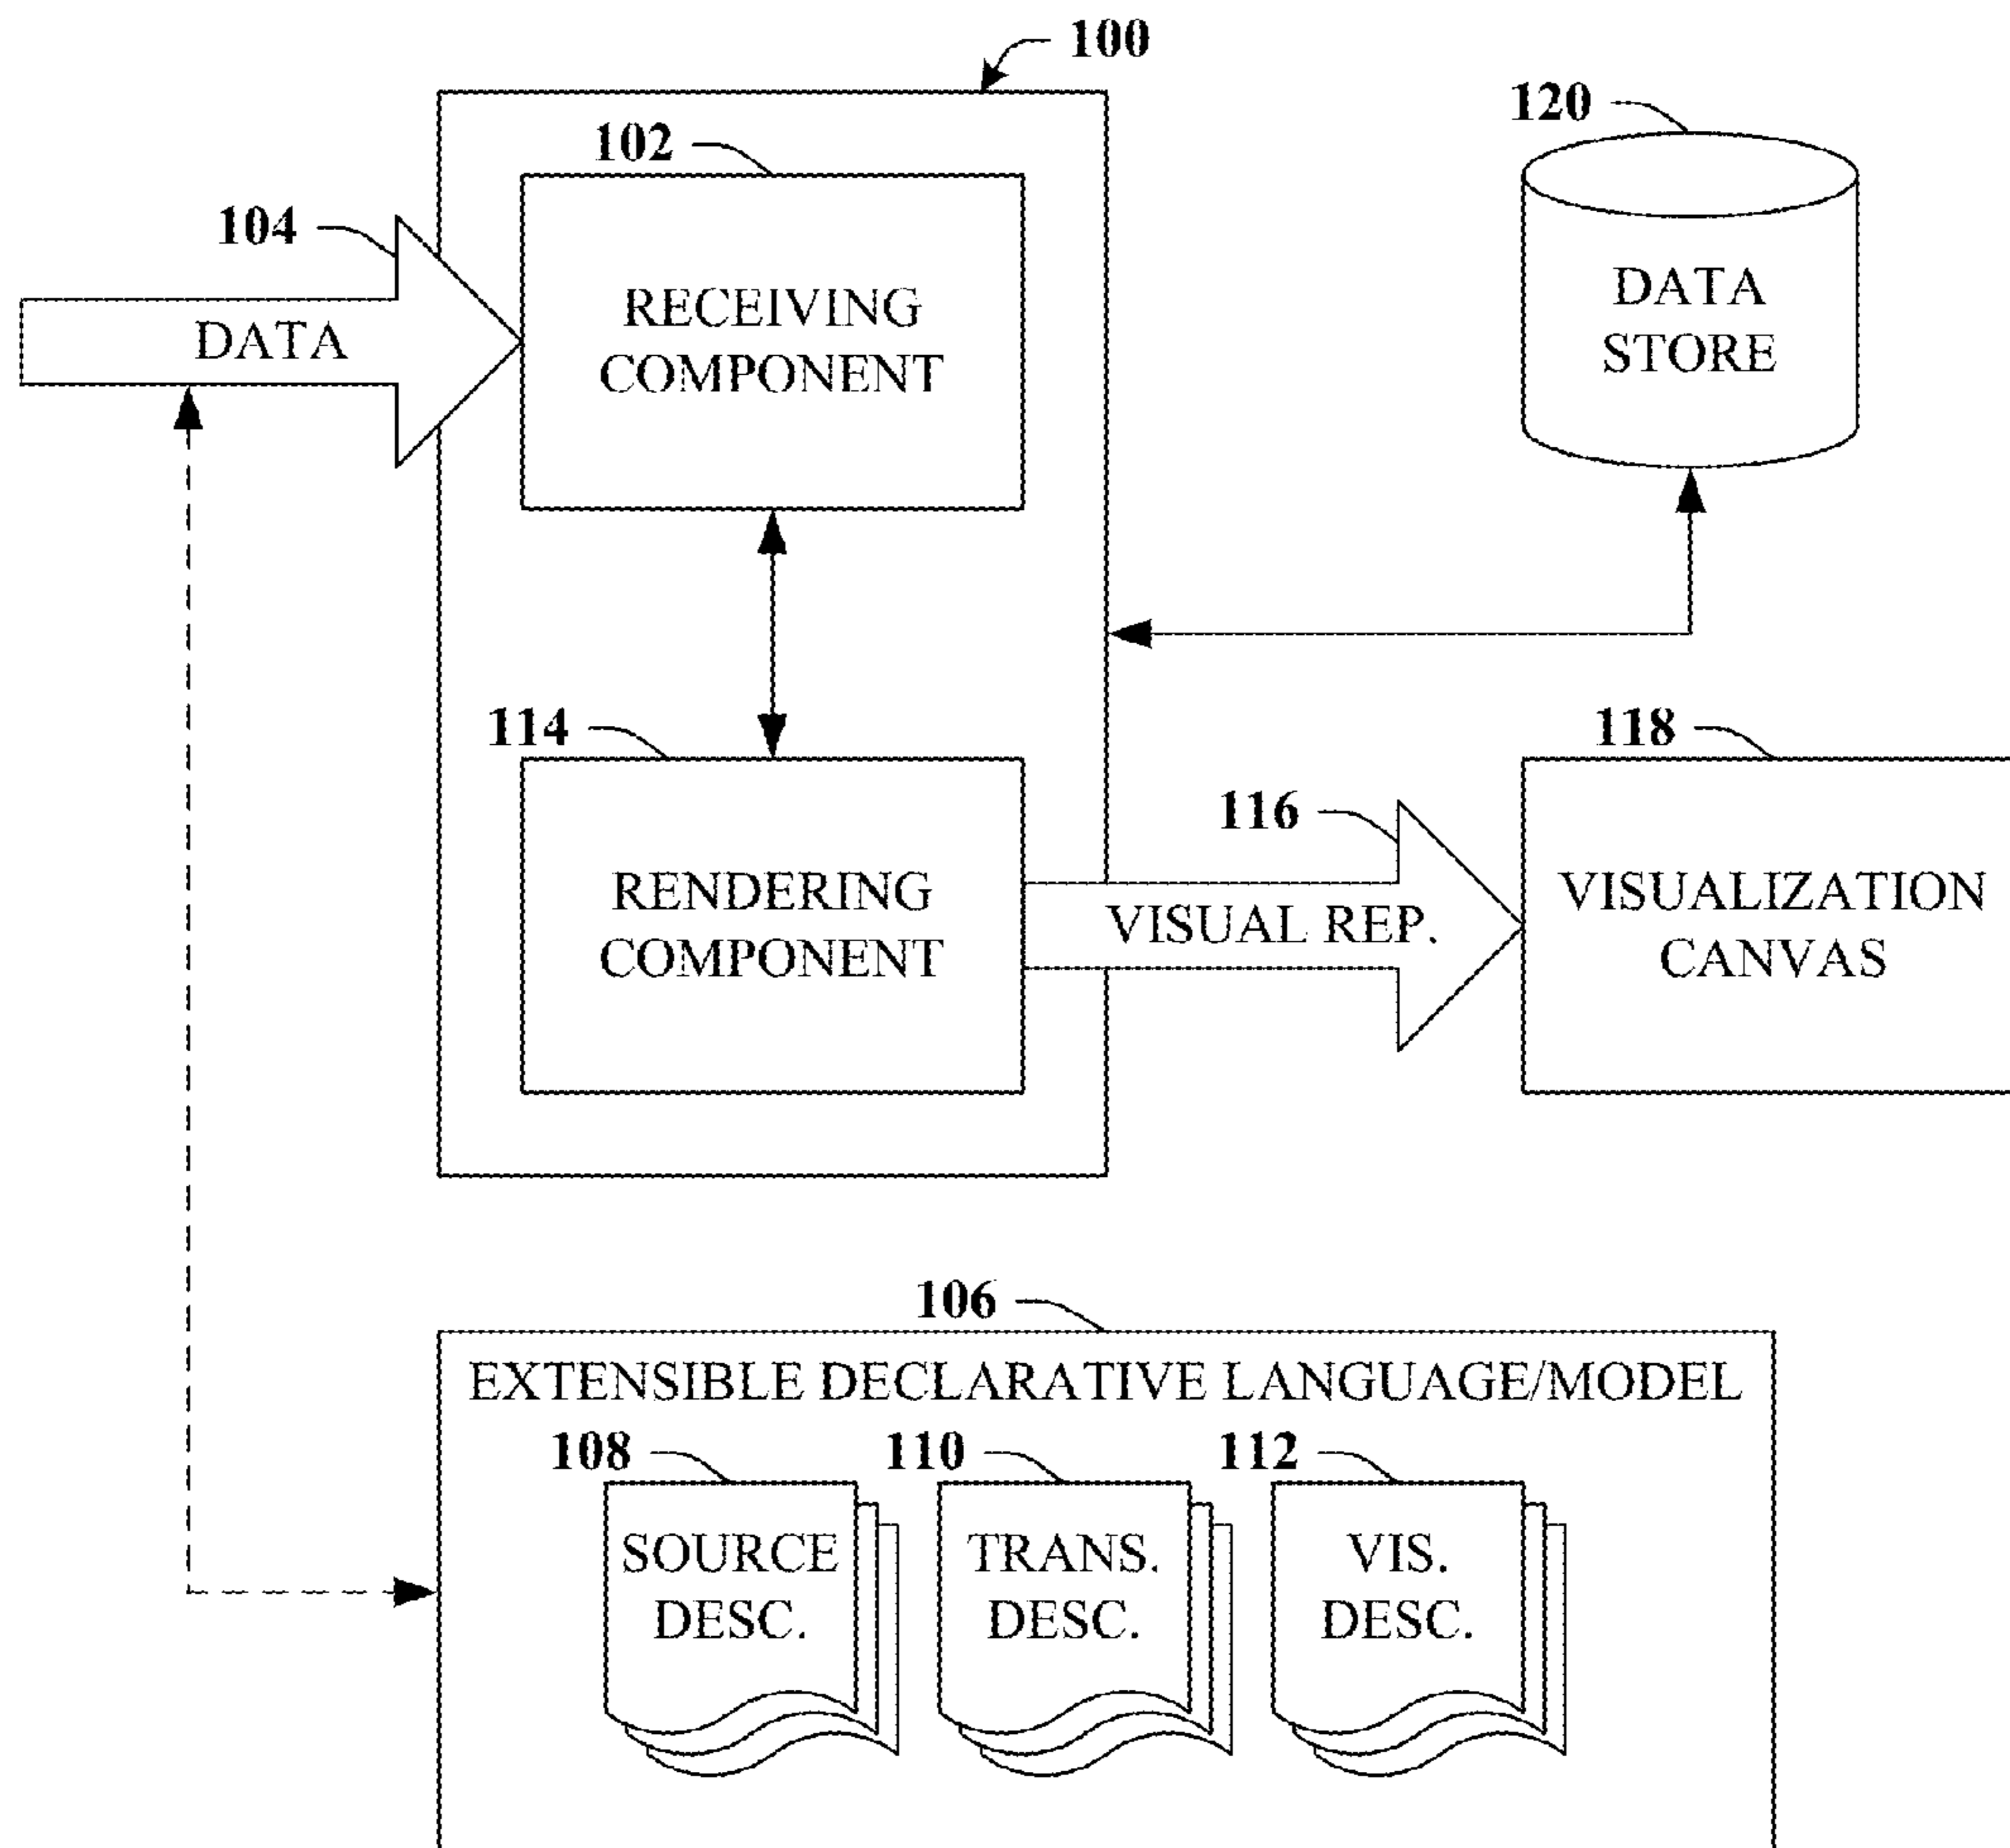 100
120
102
104
RECEIVING
COMPONENT
DATA
STORE
DATA
114
118
116
RENDERING
COMPONENT
VISUAL REP.
VISUALIZATION
CANVAS
106
EXTENSIBLE DECLARATIVE LANGUAGE/MODEL
108
110
112
SOURCE
DESC.
TRANS.
DESC.
VIS.
DESC.